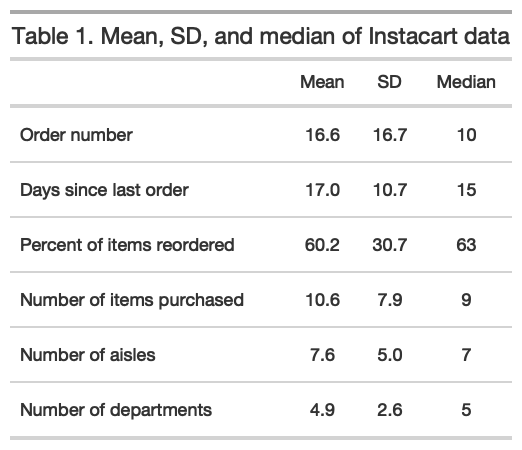 Table 1. Mean, SD, and median of Instacart data
Mean SD Median
Order number 16.6 16.7 10
Days since last order 17.0 10.7 15
Percent of items reordered 60.2 30.7 63
Number of items purchased 10.6 7.9 9
Number of aisles 7.6 5.0 7
Number of departments 4.9 2.6 5